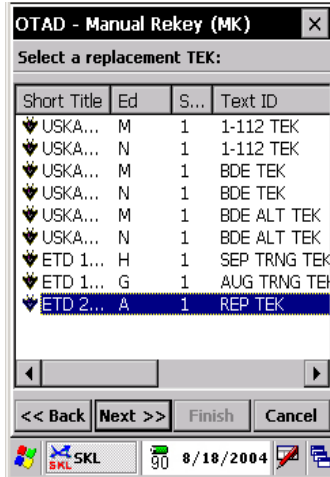 OTAD - Manual Rekey (MK)
Select a replacement TEK:
Short Title Ed S... Text ID
USKA... M 1 1-112 TEK
USKA... N 1 1-112 TEK
USKA... M 1 BDE TEK
USKA... N 1 BDE TEK
USKA... M 1 BDE ALT TEK
USKA... N 1 BDE ALT TEK
ETD 1... H 1 SEP TRNG TEK
ETD 1... G 1 AUG TRNG TEK
ETD 2... A 1 REP TEK
<< Back Next >> Finish Cancel
SKL SKL 90 8/18/2004